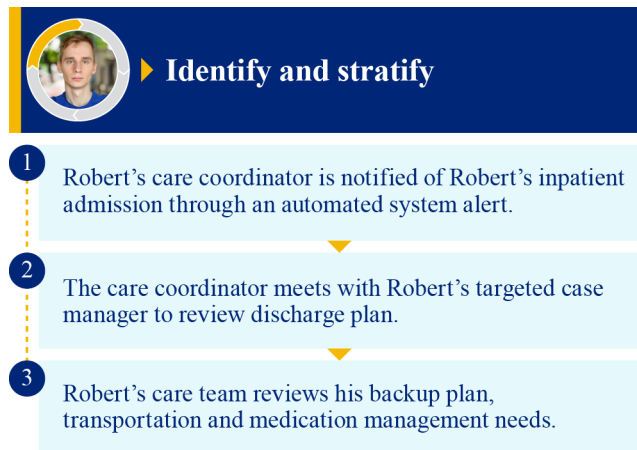 Identify and stratify
1
Robert’s care coordinator is notified of Robert’s inpatient
admission through an automated system alert.
2
The care coordinator meets with Robert’s targeted case
manager to review discharge plan.
3
Robert’s care team reviews his backup plan,
transportation and medication management needs.